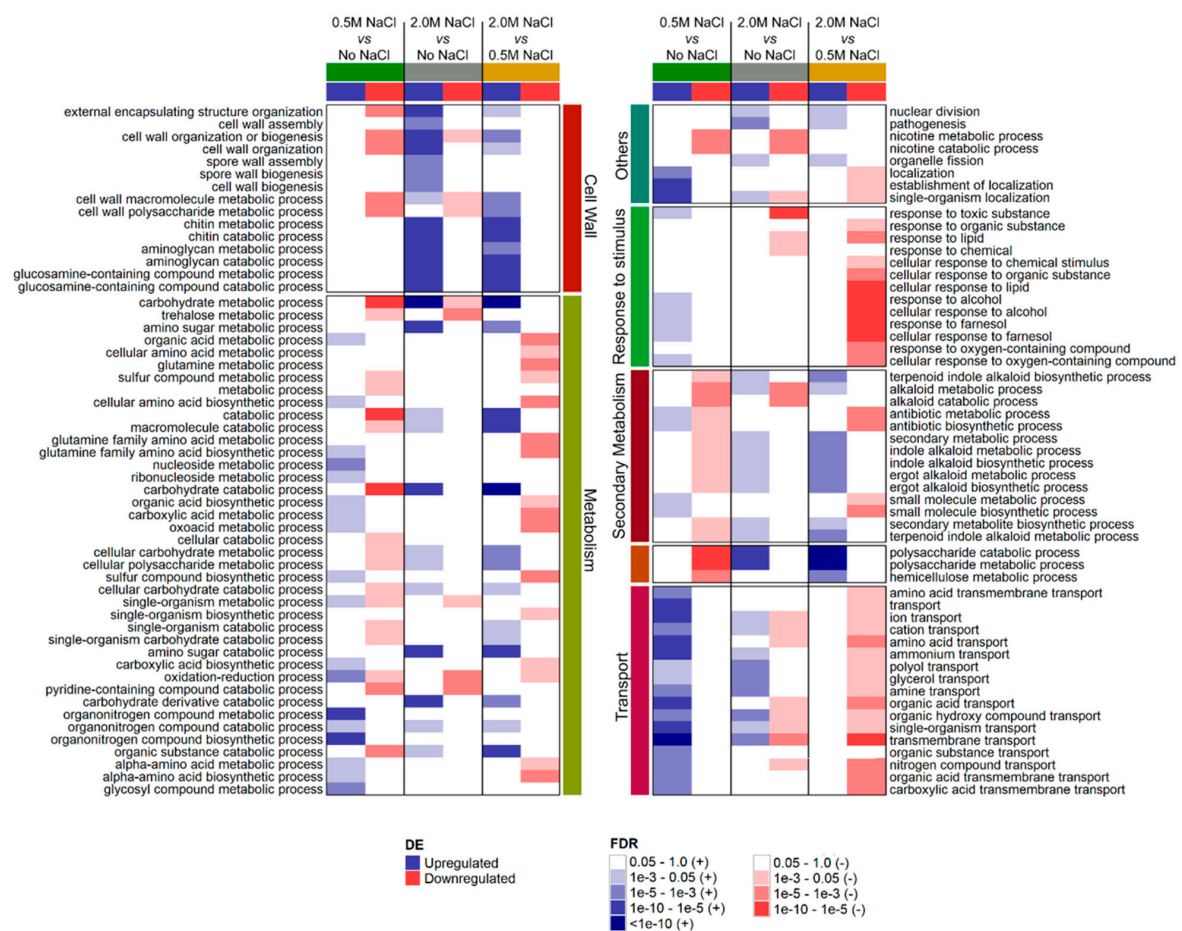 0.5M NaCl
vs
No NaCl
2.0M NaCl
vs
No NaCl
2.0M NaCl
vs
0.5M NaCl
external encapsulating structure organization
cell wall assembly
cell wall organization or biogenesis
cell wall organization
spore wall assembly
spore wall biogenesis
cell wall biogenesis
cell wall macromolecule metabolic process
cell wall polysaccharide metabolic process
chitin metabolic process
chitin catabolic process
aminoglycan metabolic process
aminoglycan catabolic process
glucosamine-containing compound metabolic process
glucosamine-containing compound catabolic process
Cell Wall
carbohydrate metabolic process
trehalose metabolic process
amino sugar metabolic process
organic acid metabolic process
cellular amino acid metabolic process
glutamine metabolic process
sulfur compound metabolic process
metabolic process
cellular amino acid biosynthetic process
catabolic process
macromolecule catabolic process
glutamine family amino acid metabolic process
glutamine family amino acid biosynthetic process
nucleoside metabolic process
ribonucleoside metabolic process
carbohydrate catabolic process
organic acid biosynthetic process
carboxylic acid metabolic process
oxoacid metabolic process
cellular catabolic process
cellular carbohydrate metabolic process
cellular polysaccharide metabolic process
sulfur compound biosynthetic process
cellular carbohydrate catabolic process
single-organism metabolic process
single-organism biosynthetic process
single-organism catabolic process
single-organism carbohydrate catabolic process
amino sugar catabolic process
carboxylic acid biosynthetic process
oxidation-reduction process
pyridine-containing compound catabolic process
carbohydrate derivative catabolic process
organonitrogen compound metabolic process
organonitrogen compound catabolic process
organonitrogen compound biosynthetic process
organic substance catabolic process
alpha-amino acid metabolic process
alpha-amino acid biosynthetic process
glycosyl compound metabolic process
Metabolism
0.5M NaCl
vs
No NaCl
2.0M NaCl
vs
No NaCl
2.0M NaCl
vs
0.5M NaCl
Others
nuclear division
pathogenesis
nicotine metabolic process
nicotine catabolic process
organelle fission
localization
establishment of localization
single-organism localization
Response to stimulus
response to toxic substance
response to organic substance
response to lipid
response to chemical
cellular response to chemical stimulus
cellular response to organic substance
cellular response to lipid
response to alcohol
cellular response to alcohol
response to farnesol
cellular response to farnesol
response to oxygen-containing compound
cellular response to oxygen-containing compound
Secondary Metabolism
terpenoid indole alkaloid biosynthetic process
alkaloid metabolic process
alkaloid catabolic process
antibiotic metabolic process
antibiotic biosynthetic process
secondary metabolic process
indole alkaloid metabolic process
indole alkaloid biosynthetic process
ergot alkaloid metabolic process
ergot alkaloid biosynthetic process
small molecule metabolic process
small molecule biosynthetic process
secondary metabolite biosynthetic process
terpenoid indole alkaloid metabolic process
polysaccharide catabolic process
polysaccharide metabolic process
hemicellulose metabolic process
Transport
amino acid transmembrane transport
transport
ion transport
cation transport
amino acid transport
ammonium transport
polyol transport
glycerol transport
amine transport
organic acid transport
organic hydroxy compound transport
single-organism transport
transmembrane transport
organic substance transport
nitrogen compound transport
organic acid transmembrane transport
carboxylic acid transmembrane transport
DE
Upregulated
Downregulated
FDR
0.05 - 1.0 (+)
1e-3 - 0.05 (+)
1e-5 - 1e-3 (+)
1e-10 - 1e-5 (+)
<1e-10 (+)
0.05 - 1.0 (-)
1e-3 - 0.05 (-)
1e-5 - 1e-3 (-)
1e-10 - 1e-5 (-)